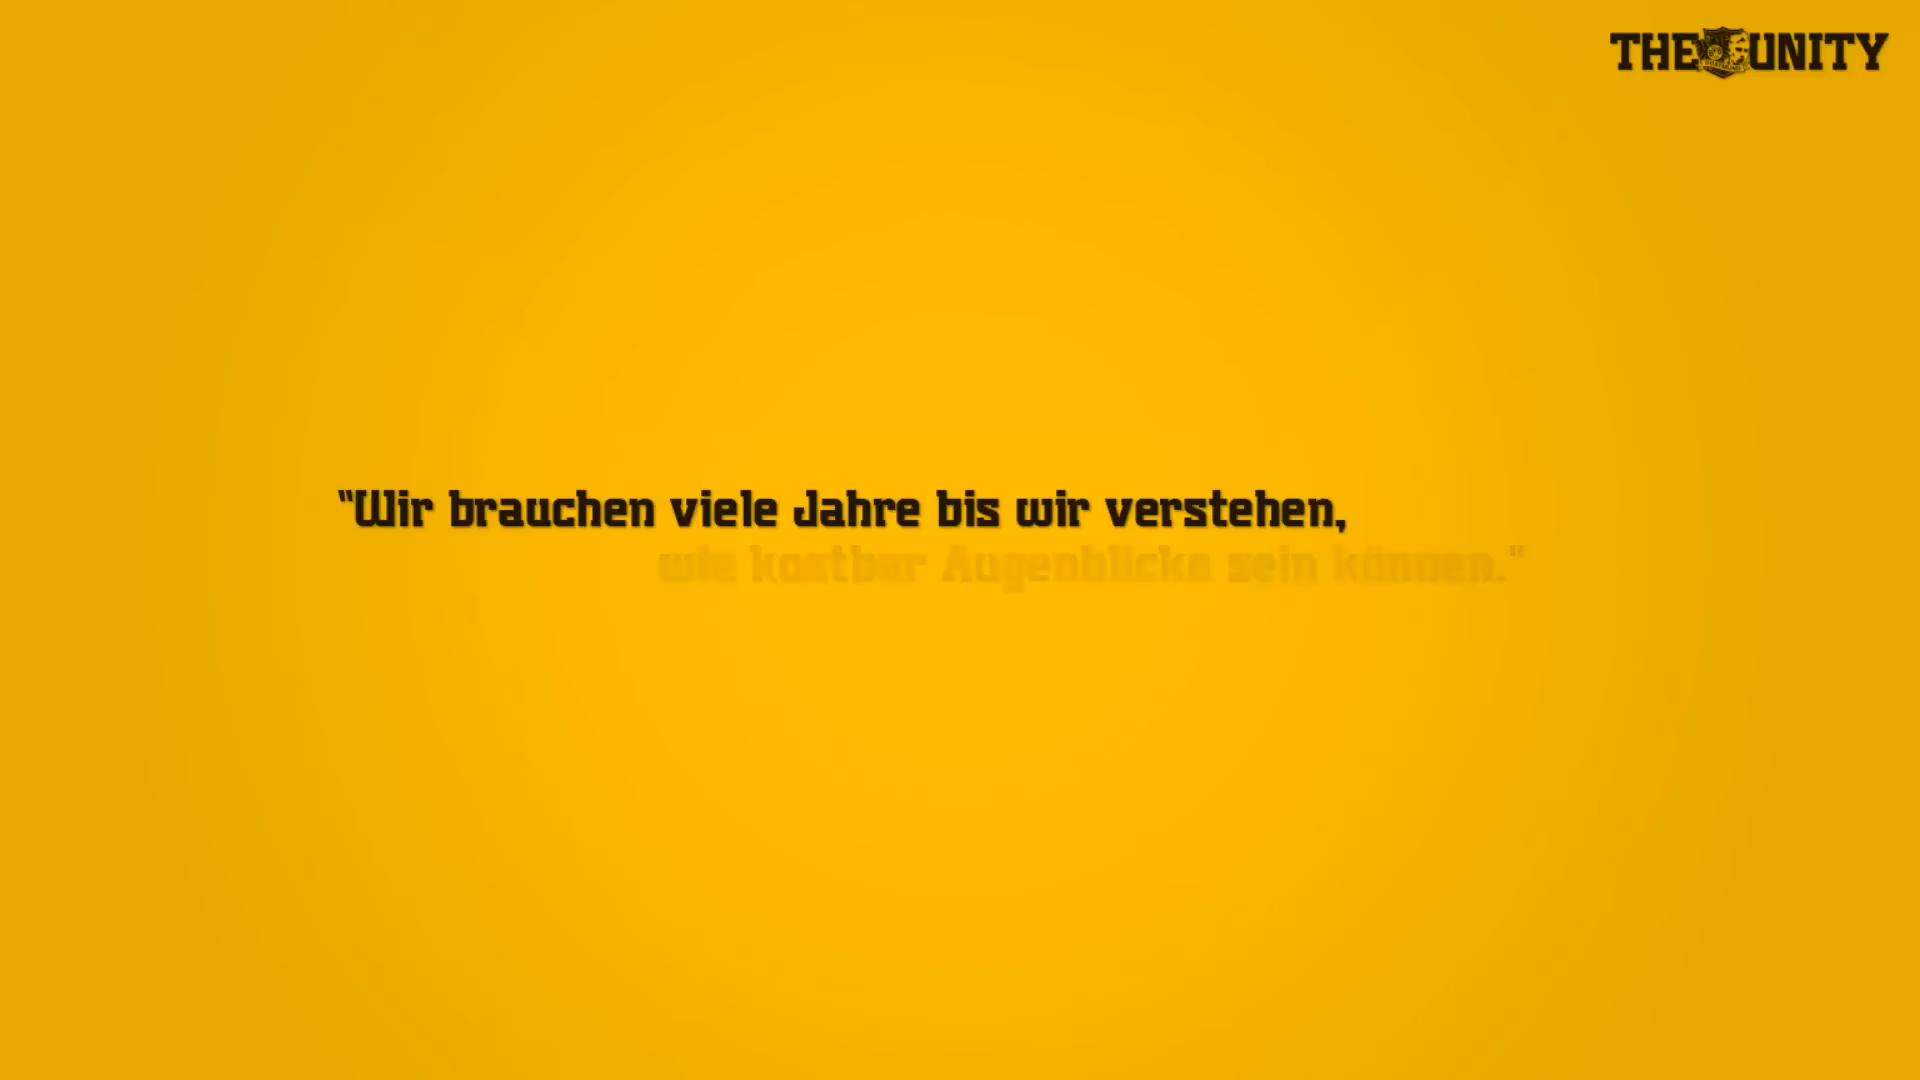 THE UNITY
"Wir brauchen viele Jahre bis wir verstehen,
wie kostbar Augenblicke sein können."